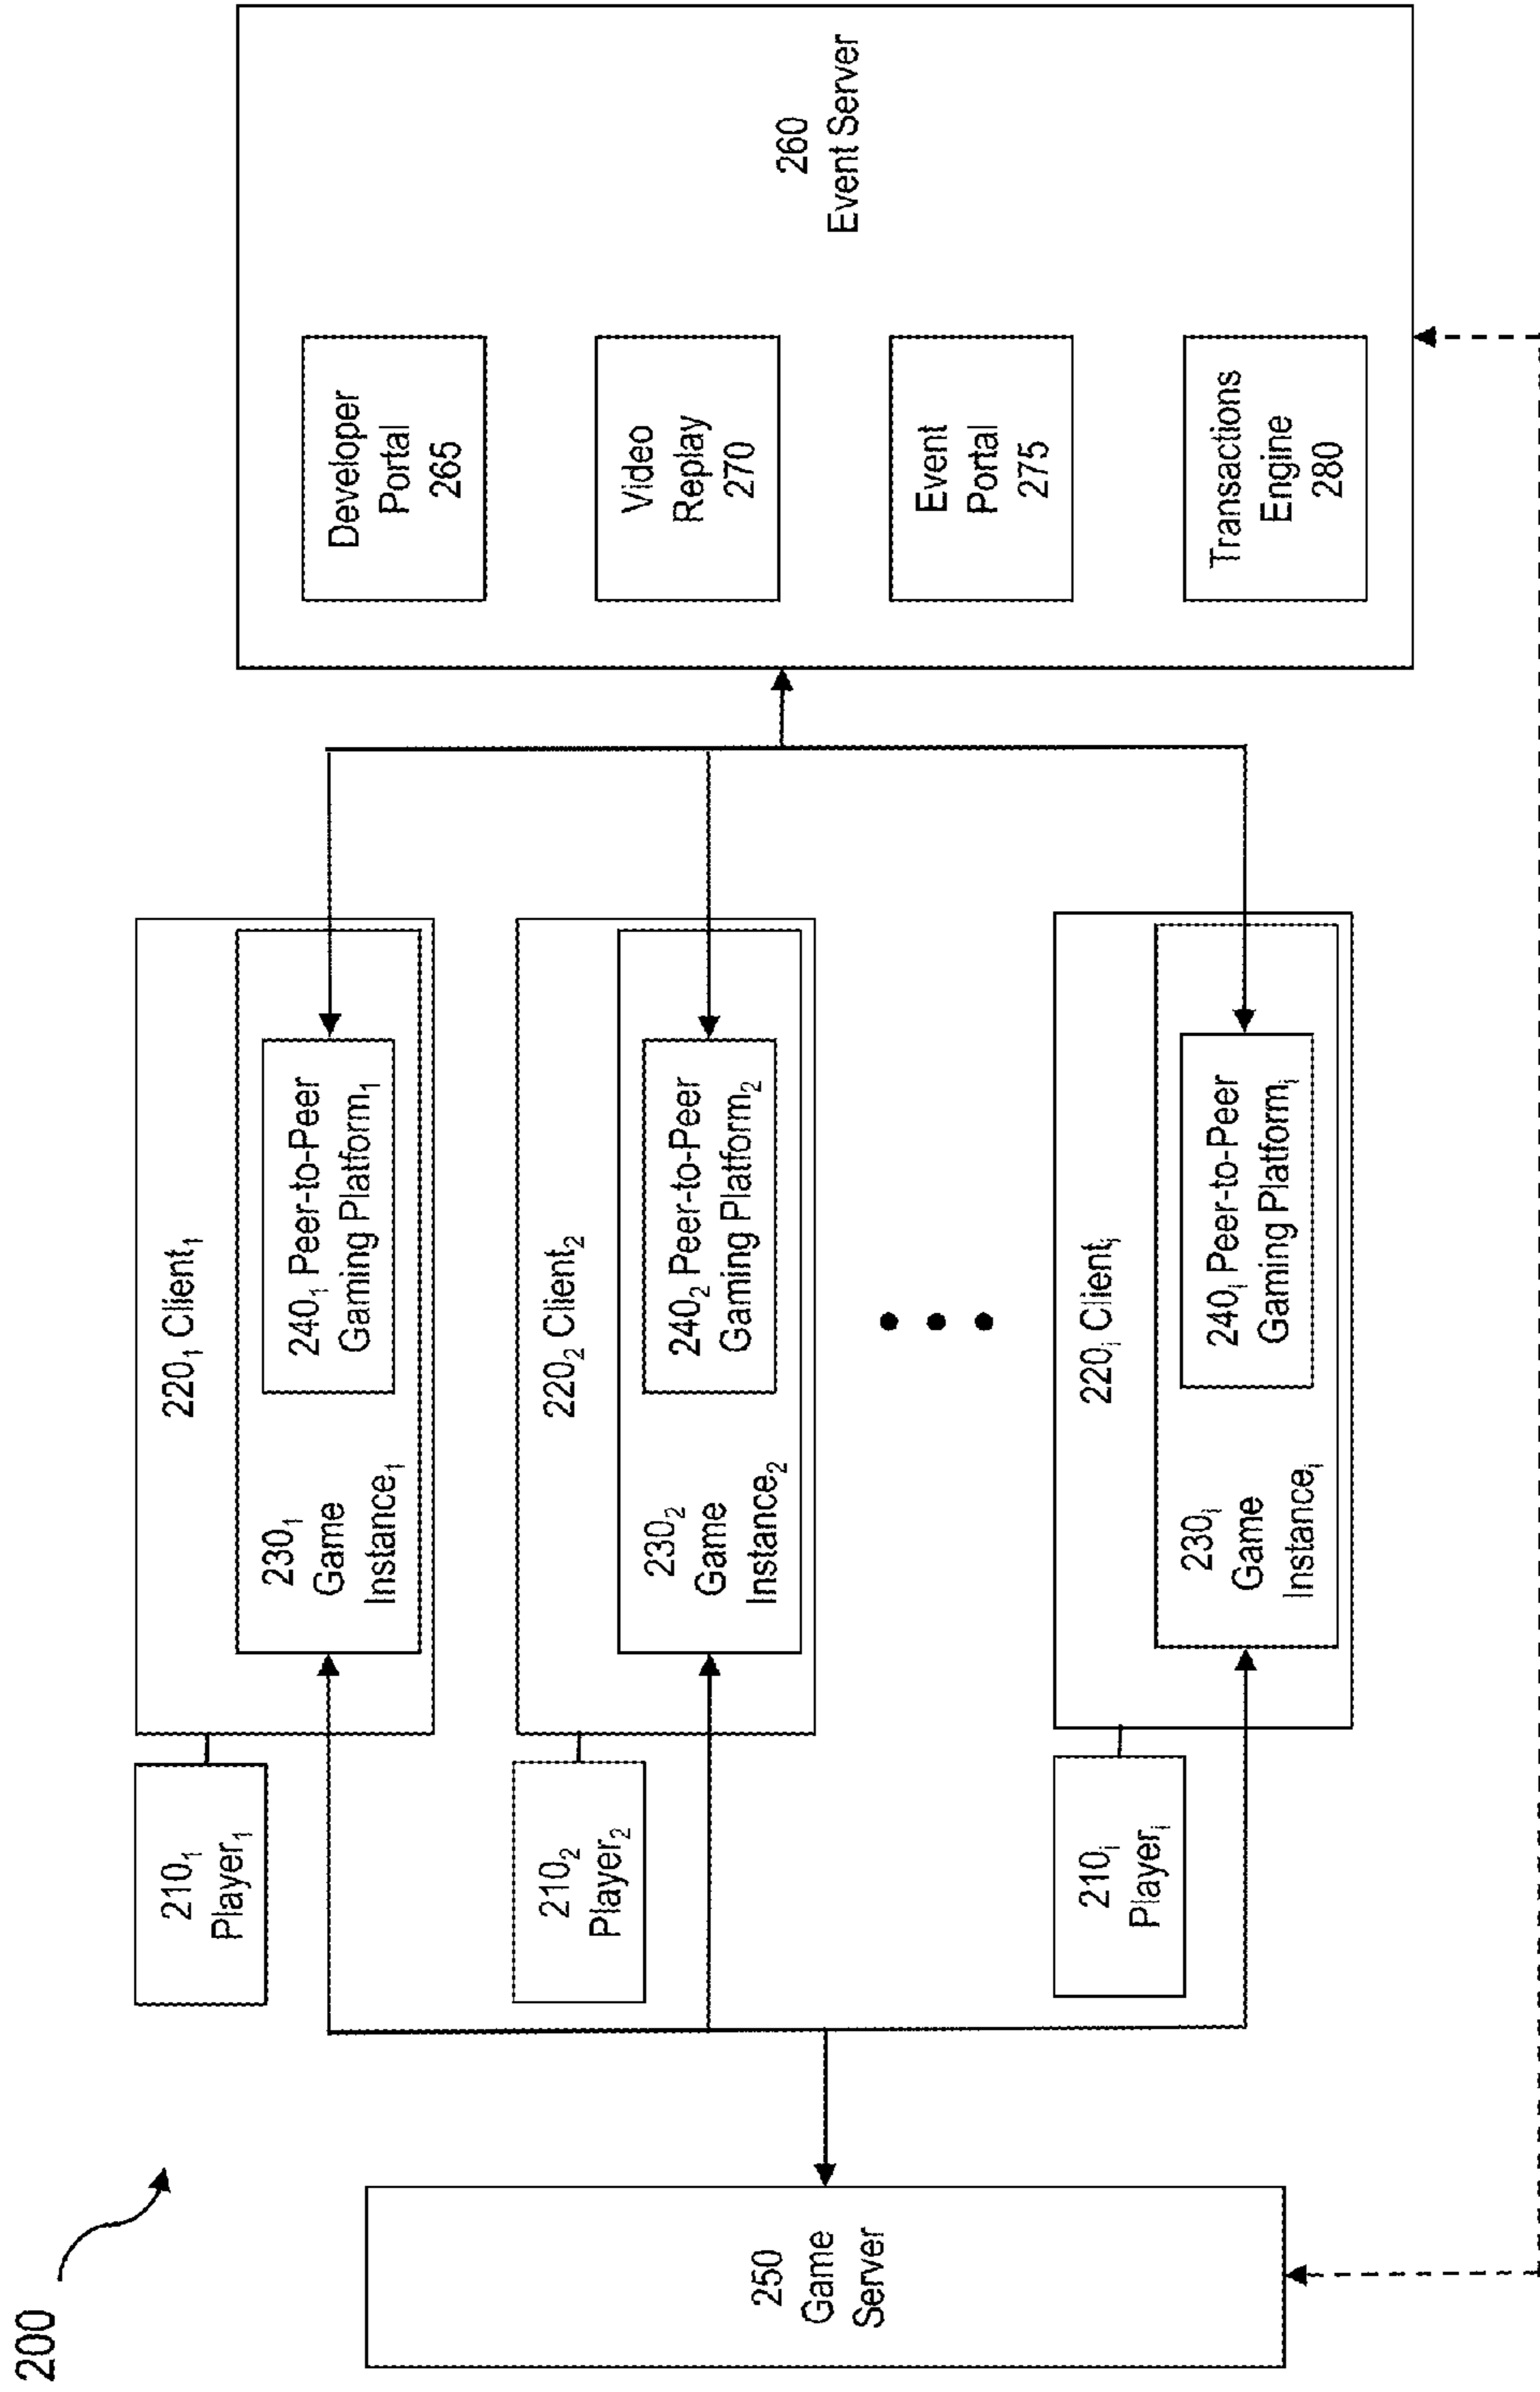 200
250
Game
Server
210₁
Player₁
220₁ Client₁
230₁
Game
Instance₁
240₁ Peer-to-Peer
Gaming Platform₁
210₂
Player₂
220₂ Client₂
230₂
Game
Instance₂
240₂ Peer-to-Peer
Gaming Platform₂
210ᵢ
Playerᵢ
220ᵢ Clientᵢ
230ᵢ
Game
Instanceᵢ
240ᵢ Peer-to-Peer
Gaming Platformᵢ
260
Event Server
Developer
Portal
265
Video
Replay
270
Event
Portal
275
Transactions
Engine
280